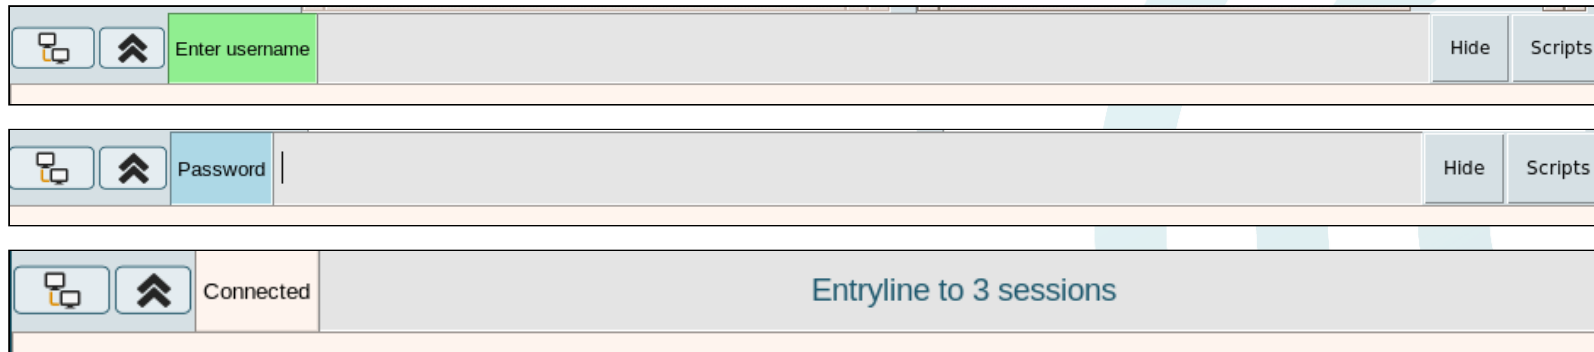 Enter username Hide Scripts
Password Hide Scripts
Connected Entryline to 3 sessions